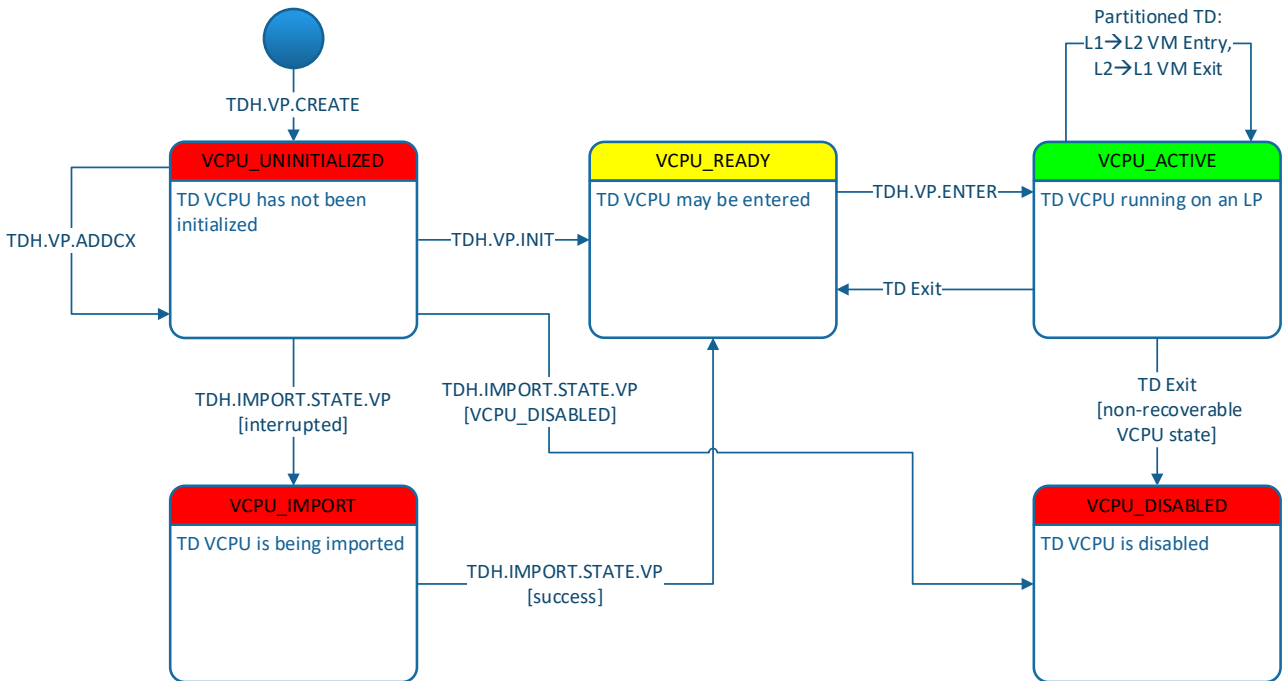 Partitioned TD:
L1→L2 VM Entry,
L2→L1 VM Exit
TDH.VP.CREATE
VCPU_UNINITIALIZED
TD VCPU has not been
initialized
TDH.VP.ADDCX
TDH.VP.INIT
VCPU_READY
TD VCPU may be entered
TDH.VP.ENTER
TD Exit
VCPU_ACTIVE
TD VCPU running on an LP
TDH.IMPORT.STATE.VP
[interrupted]
TDH.IMPORT.STATE.VP
[VCPU_DISABLED]
TD Exit
[non-recoverable
VCPU state]
VCPU_IMPORT
TD VCPU is being imported
TDH.IMPORT.STATE.VP
[success]
VCPU_DISABLED
TD VCPU is disabled